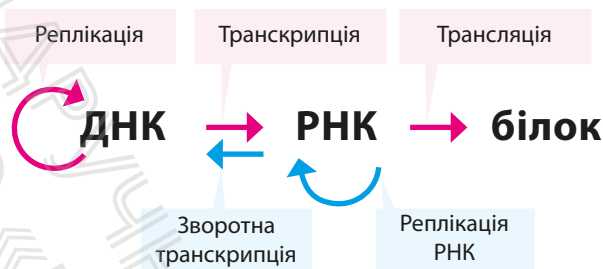 Реплікація
Транскрипція
Трансляція
ДНК
РНК
білок
Зворотна
транскрипція
Реплікація
РНК